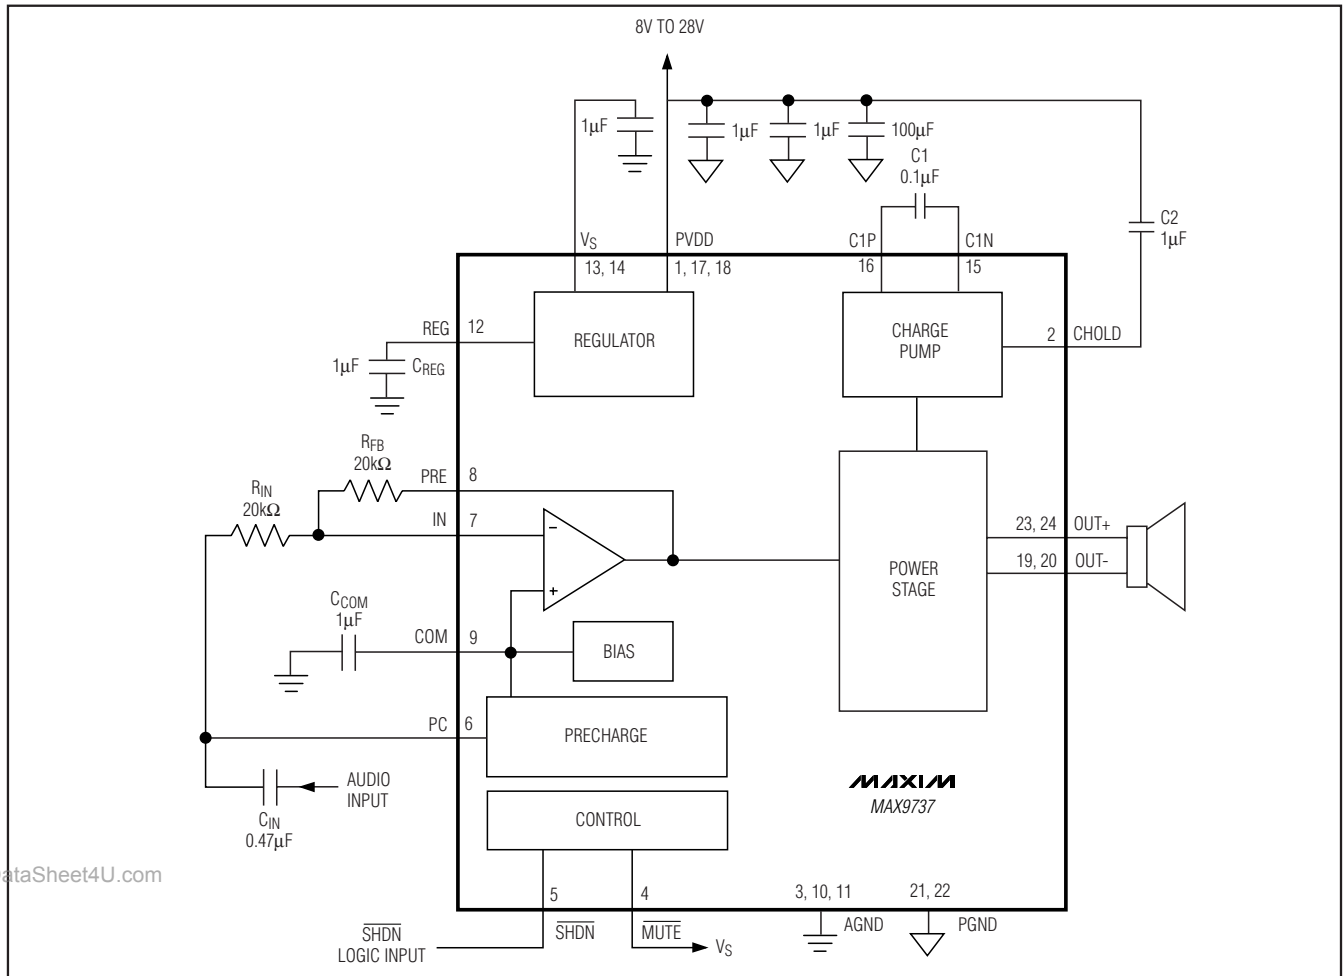 8V TO 28V
1µF
1µF
1µF
100µF
C1
0.1µF
C2
1µF
VS
PVDD
C1P
C1N
13, 14
1, 17, 18
16
15
REG
12
REGULATOR
CHARGE
PUMP
2
CHOLD
1µF
CREG
RFB
20kΩ
PRE
8
RIN
20kΩ
IN
7
−
+
23, 24
OUT+
19, 20
OUT-
POWER
STAGE
CCOM
1µF
COM
9
BIAS
PC
6
PRECHARGE
AUDIO
INPUT
CIN
0.47µF
MAXIM
MAX9737
CONTROL
ataSheet4U.com
5
4
3, 10, 11
21, 22
SHDN
LOGIC INPUT
SHDN
MUTE
VS
AGND
PGND